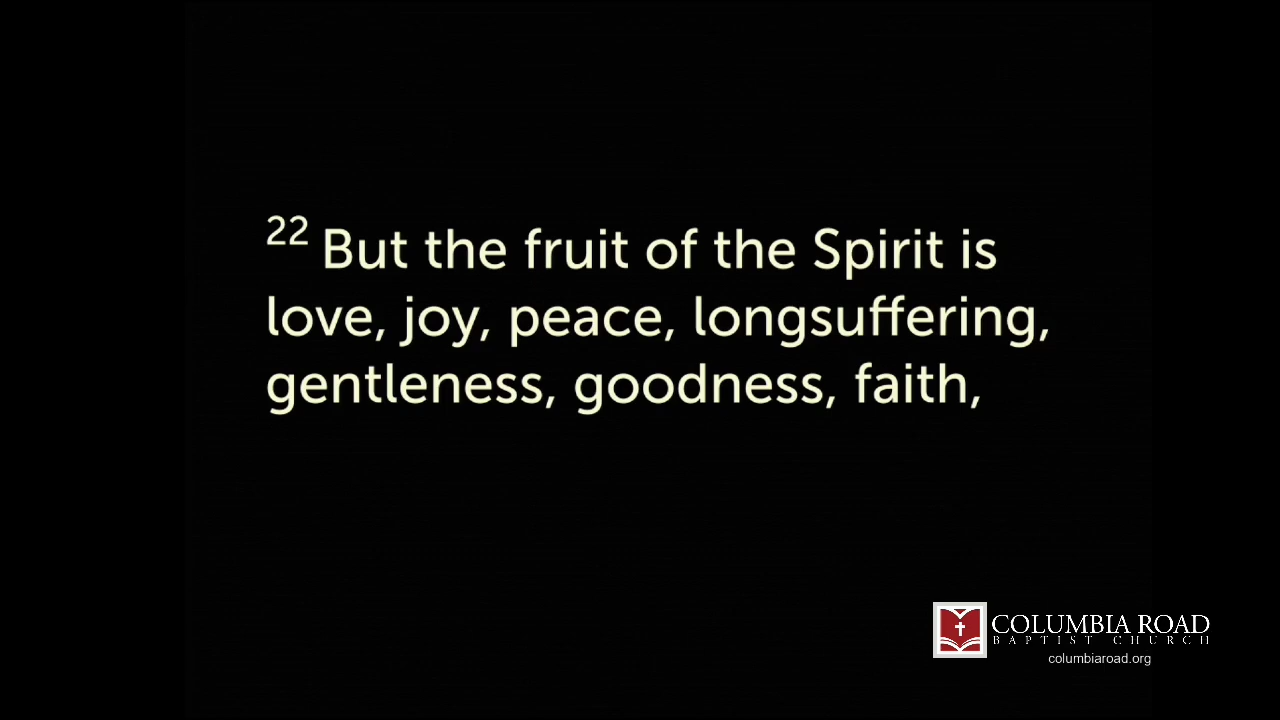 22 But the fruit of the Spirit is
love, joy, peace, longsuffering,
gentleness, goodness, faith,
COLUMBIA ROAD
BAPTIST CHURCH
columbiaroad.org